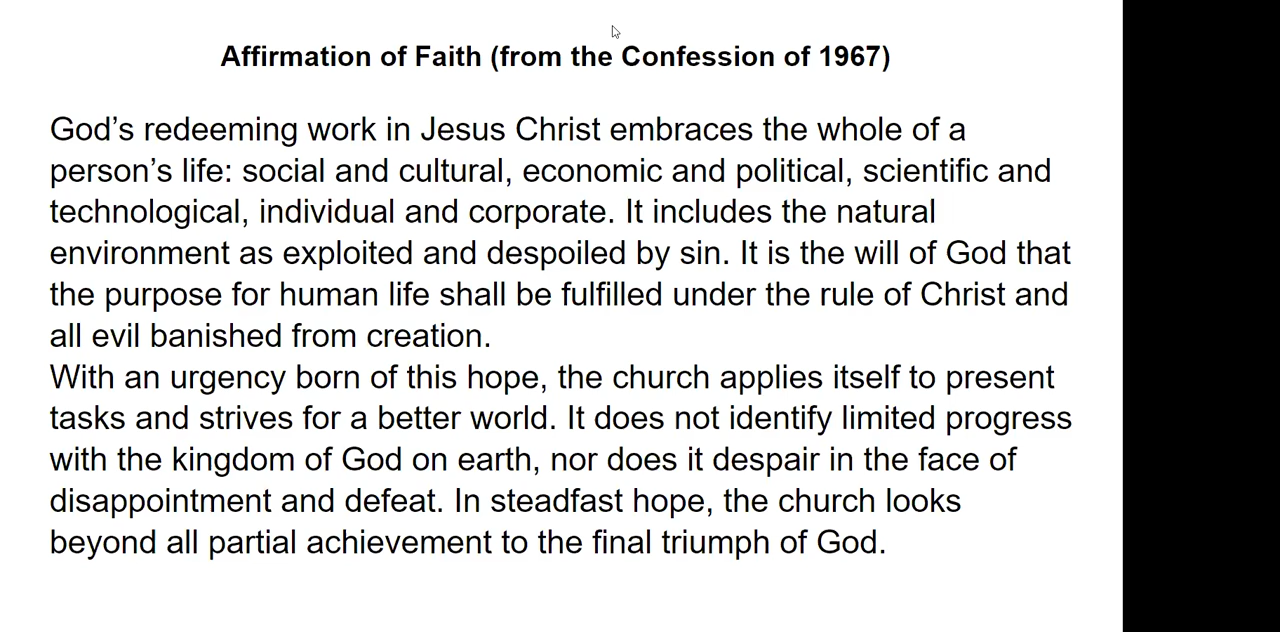 Affirmation of Faith (from the Confession of 1967)
God’s redeeming work in Jesus Christ embraces the whole of a
person’s life: social and cultural, economic and political, scientific and
technological, individual and corporate. It includes the natural
environment as exploited and despoiled by sin. It is the will of God that
the purpose for human life shall be fulfilled under the rule of Christ and
all evil banished from creation.
With an urgency born of this hope, the church applies itself to present
tasks and strives for a better world. It does not identify limited progress
with the kingdom of God on earth, nor does it despair in the face of
disappointment and defeat. In steadfast hope, the church looks
beyond all partial achievement to the final triumph of God.